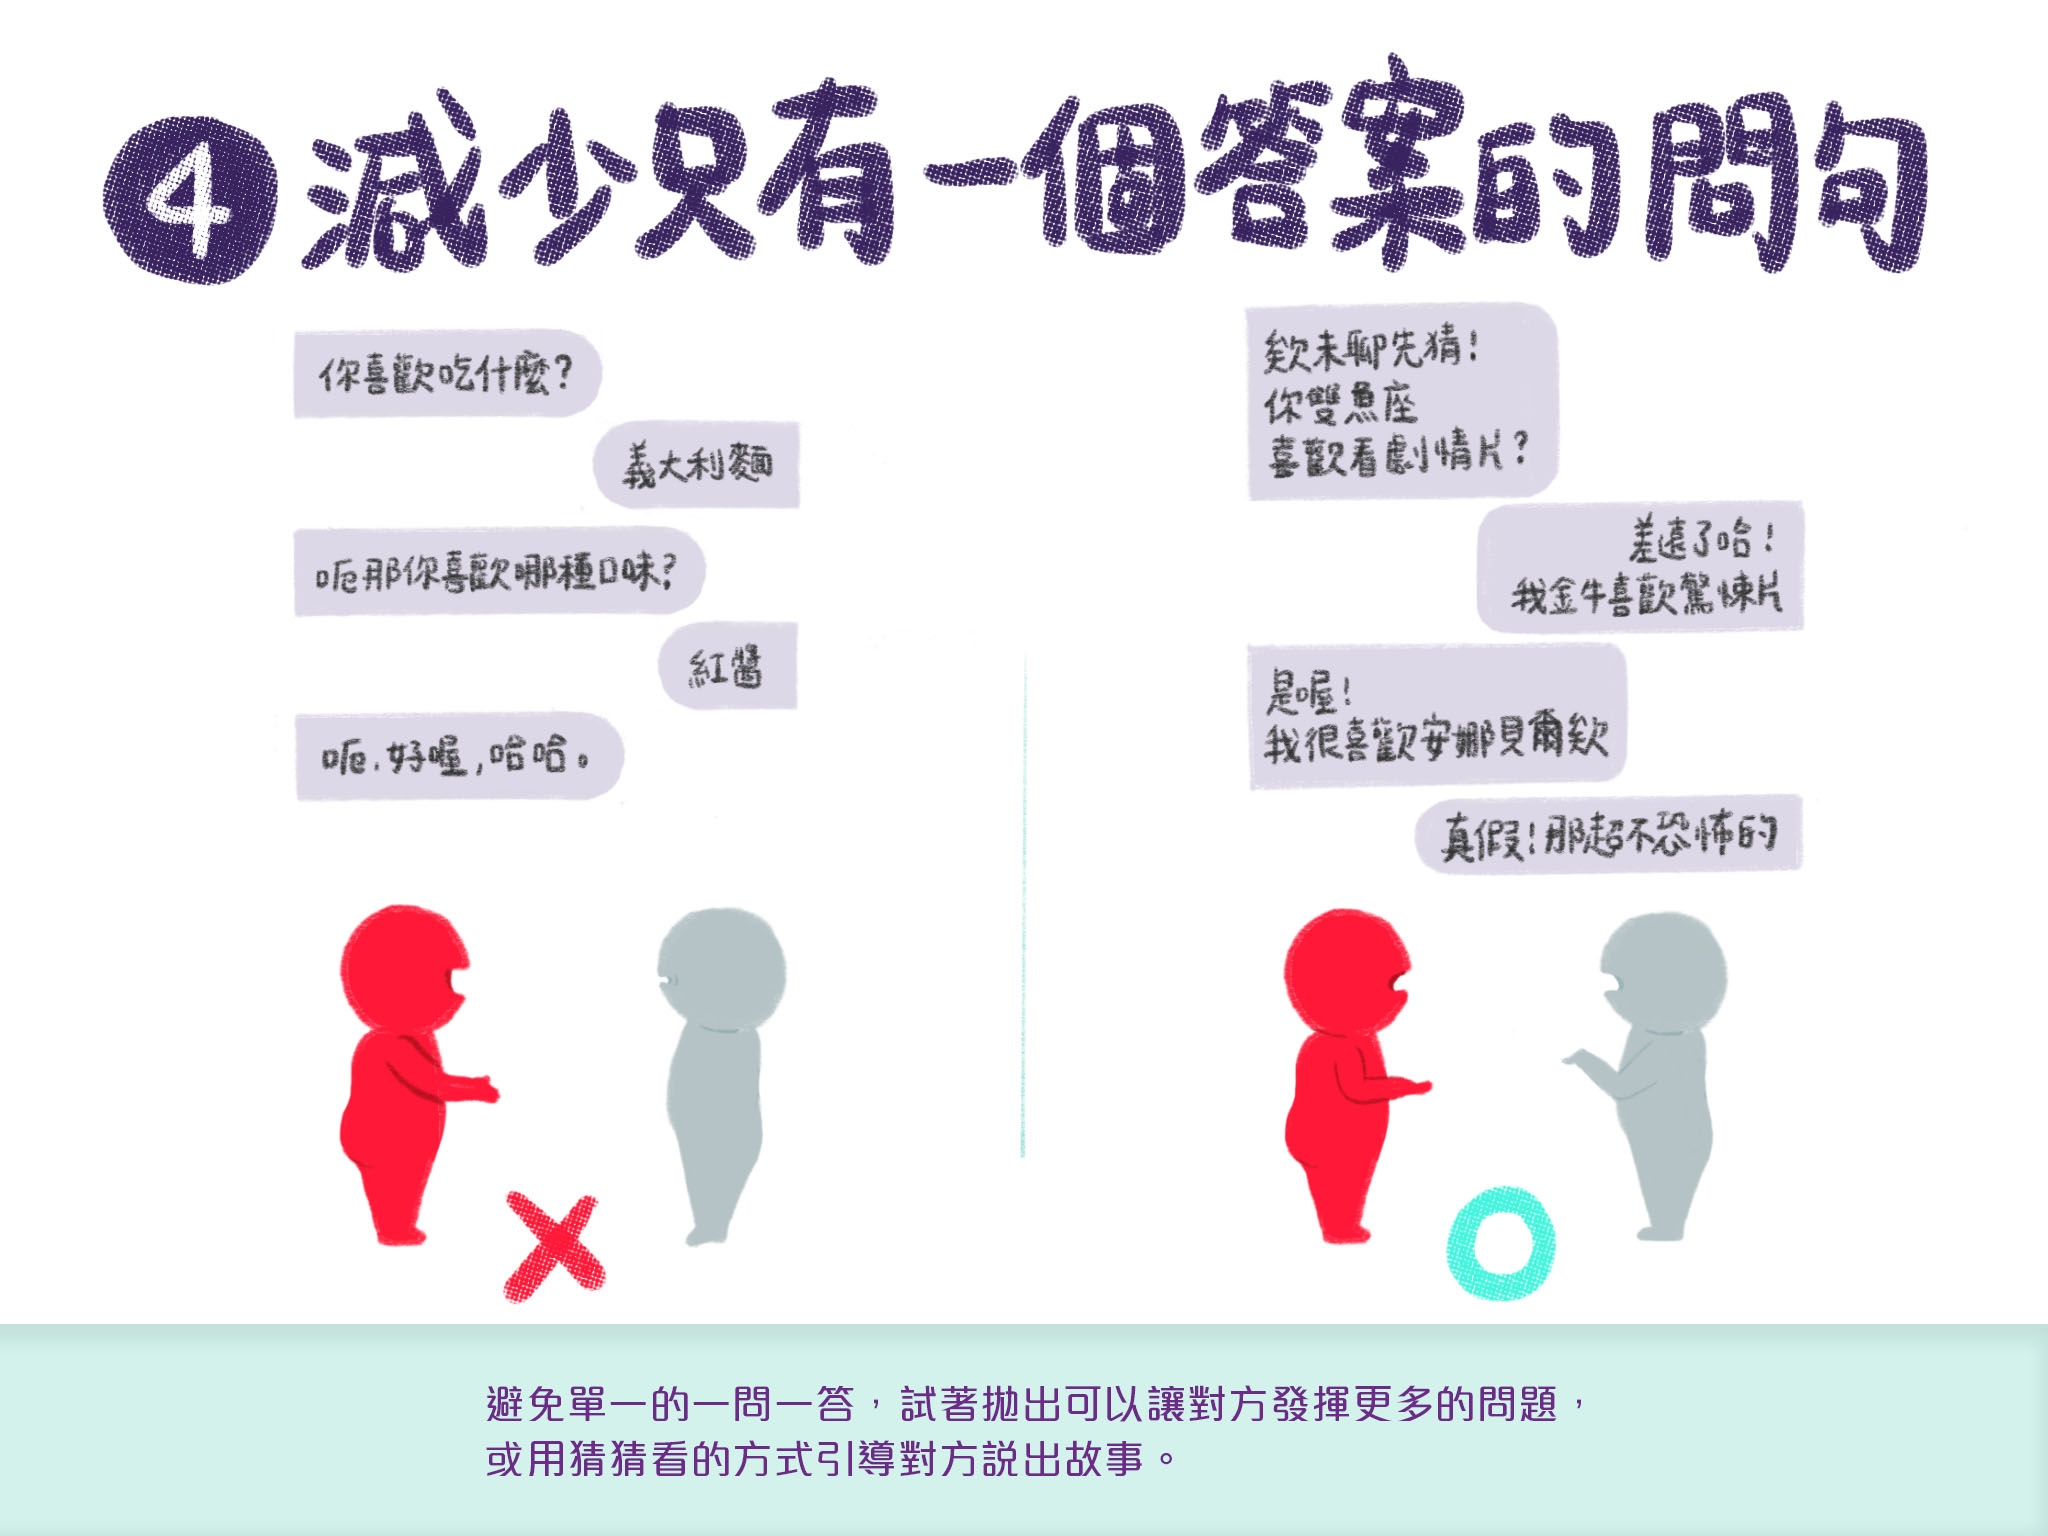 4 減少只有一個答案的問句
你喜歡吃什麼?
義大利麵
呃那你喜歡哪種口味?
紅醬
呃.好喔,哈哈。
欸未聊先猜!
你雙魚座
喜歡看劇情片?
差遠了哈!
我金牛喜歡驚悚片
是喔!
我很喜歡安娜貝爾欸
真假!那超不恐怖的
避免單一的一問一答，試著拋出可以讓對方發揮更多的問題，
或用猜猜看的方式引導對方說出故事。